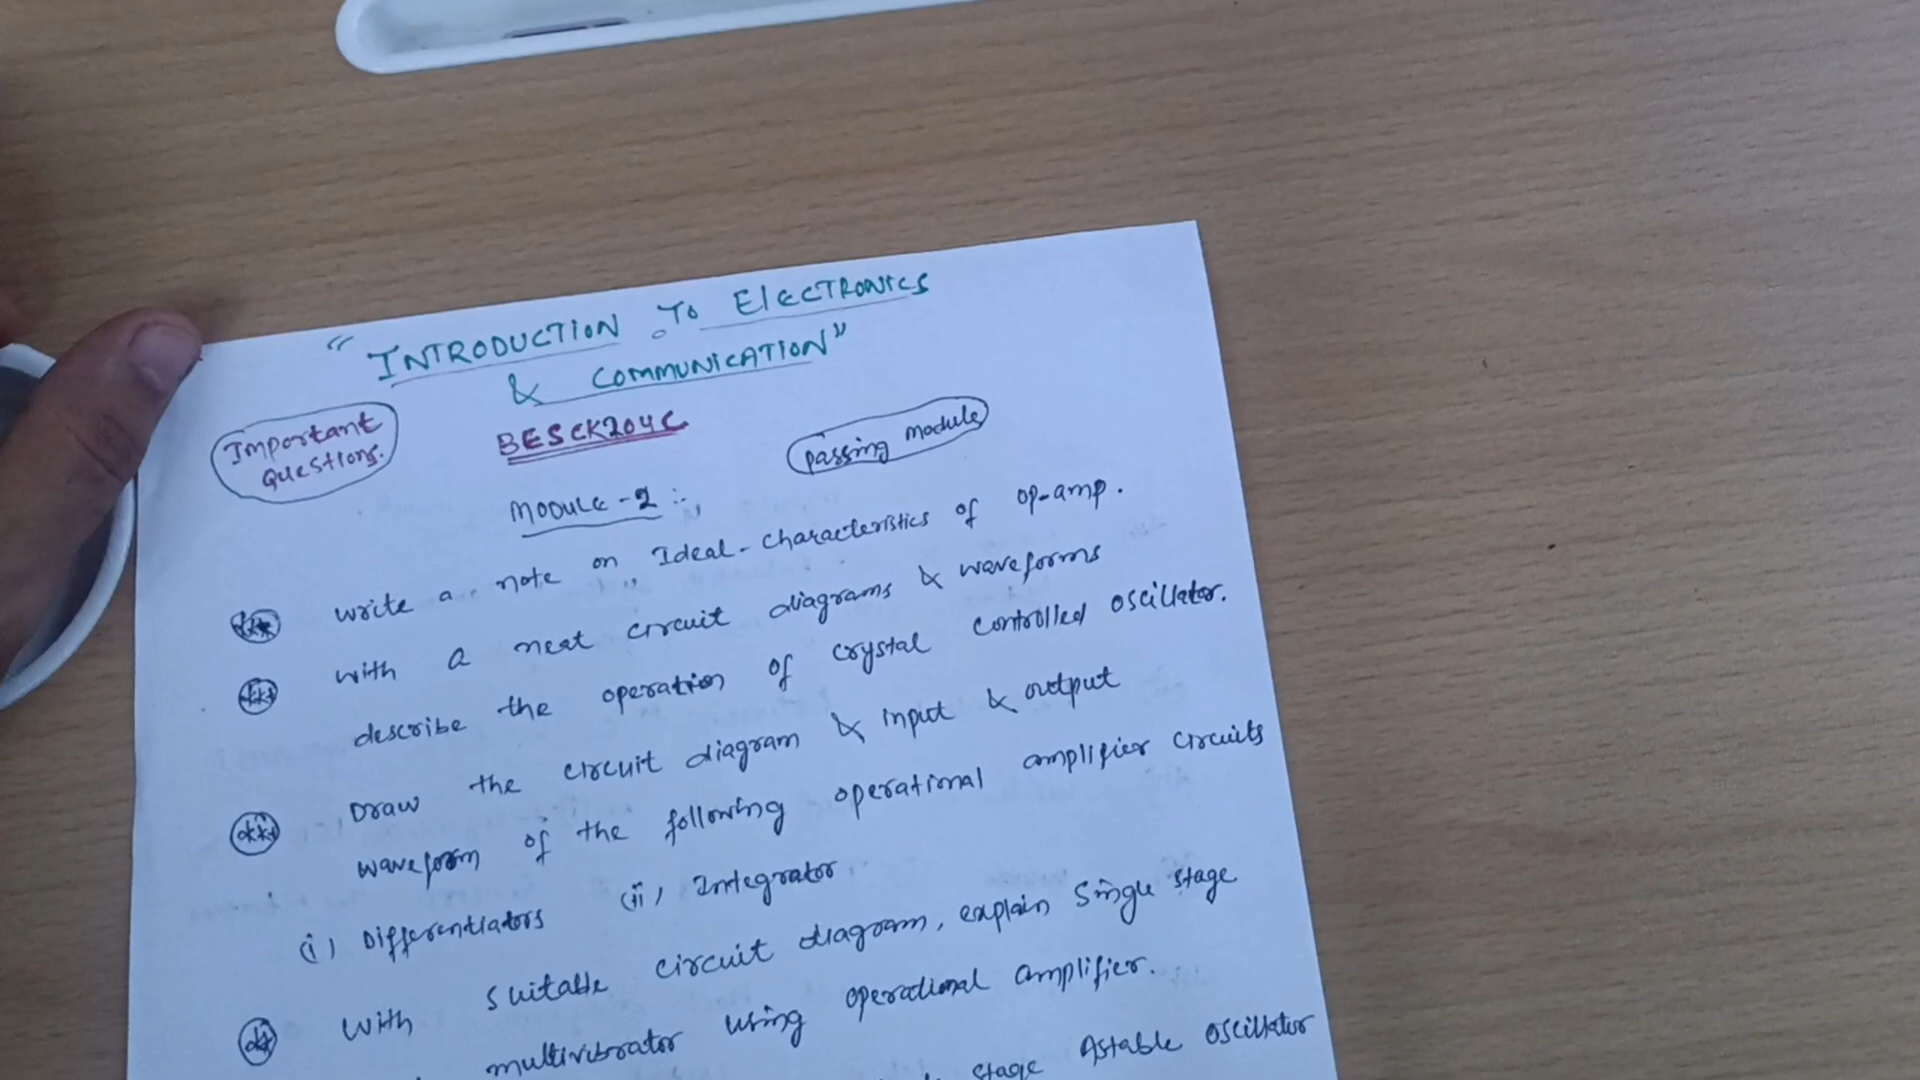 "INTRODUCTION To ElECTRONICS
& COMMUNICATION"
Important Questions.
BESCK204C
Passing module
MODULE-2 :-,
write a note on Ideal-characteristics of op-amp.
with a neat circuit diagrams & waveforms
describe the operation of crystal controlled oscillator.
Draw the circuit diagram & input & output
waveform of the following operational amplifier circuits
(i) Differentiators (ii) Integrator
With suitable circuit diagram, explain Single stage
multivibrator using operational amplifier.
stage Astable oscillator